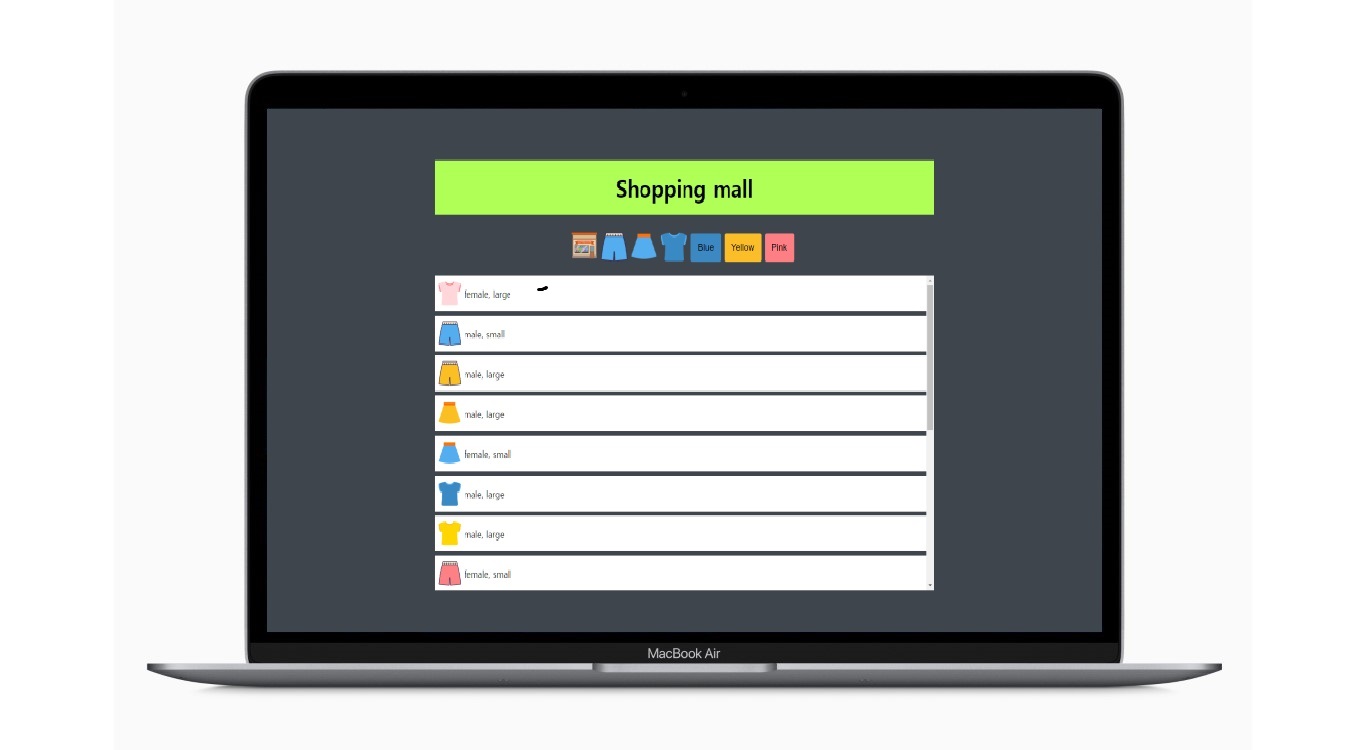 Shopping mall
Blue Yellow Pink
female, large
male, small
male, large
male, large
female, small
male, large
male, large
female, small
MacBook Air